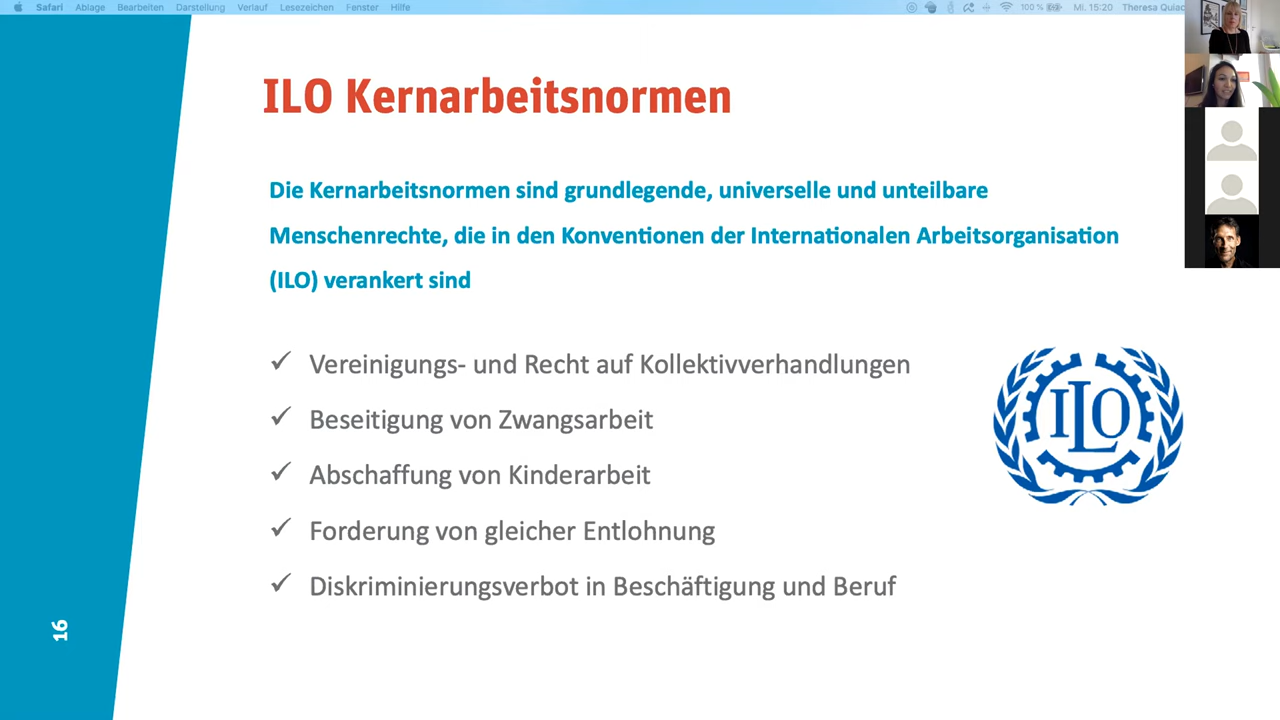 Safari Ablage Bearbeiten Darstellung Verlauf Lesezeichen Fenster Hilfe 100 % Mi. 15:20 Theresa
ILO Kernarbeitsnormen
Die Kernarbeitsnormen sind grundlegende, universelle und unteilbare
Menschenrechte, die in den Konventionen der Internationalen Arbeitsorganisation
(ILO) verankert sind
✓ Vereinigungs- und Recht auf Kollektivverhandlungen
✓ Beseitigung von Zwangsarbeit
✓ Abschaffung von Kinderarbeit
✓ Forderung von gleicher Entlohnung
✓ Diskriminierungsverbot in Beschäftigung und Beruf
ILO
16